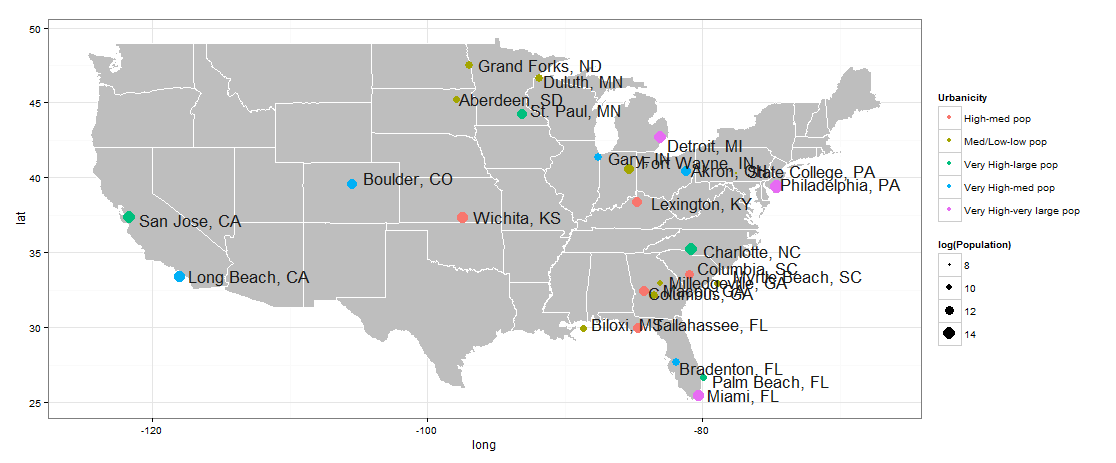 50
45
40
35
30
25
lat
-120
-100
-80
long
Grand Forks, ND
Duluth, MN
Aberdeen, SD
St. Paul, MN
Detroit, MI
Gary, IN
Fort Wayne, IN
Akron, OH
State College, PA
Boulder, CO
Philadelphia, PA
Lexington, KY
San Jose, CA
Wichita, KS
Charlotte, NC
Columbia, SC
Long Beach, CA
Myrtle Beach, SC
Milledgeville, GA
Macon, GA
Columbus, GA
Biloxi, MS
Tallahassee, FL
Bradenton, FL
Palm Beach, FL
Miami, FL
Urbanicity
High-med pop
Med/Low-low pop
Very High-large pop
Very High-med pop
Very High-very large pop
log(Population)
8
10
12
14